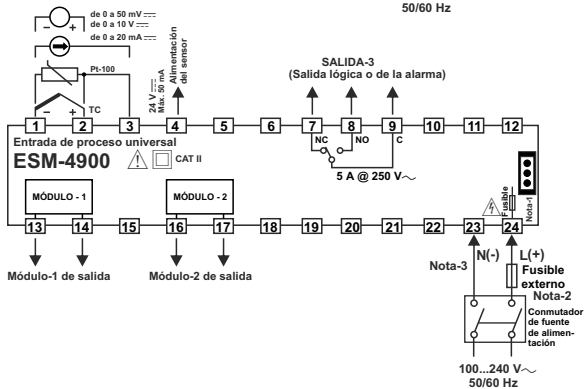 50/60 Hz
de 0 a 50 mV
de 0 a 10 V
de 0 a 20 mA
Pt-100
TC
24 V
Máx. 50 mA
Alimentación
del sensor
SALIDA-3
(Salida lógica o de la alarma)
1 2 3 4 5 6 7 8 9 10 11 12
NC NO C
Entrada de proceso universal
ESM-4900 CAT II
5 A @ 250 V~
MÓDULO - 1
MÓDULO - 2
Fusible
Nota-1
13 14 15 16 17 18 19 20 21 22 23 24
Módulo-1 de salida
Módulo-2 de salida
Nota-3
N(-)
L(+)
Fusible
externo
Nota-2
Conmutador
de fuente
de alimen-
tación
100...240 V~
50/60 Hz